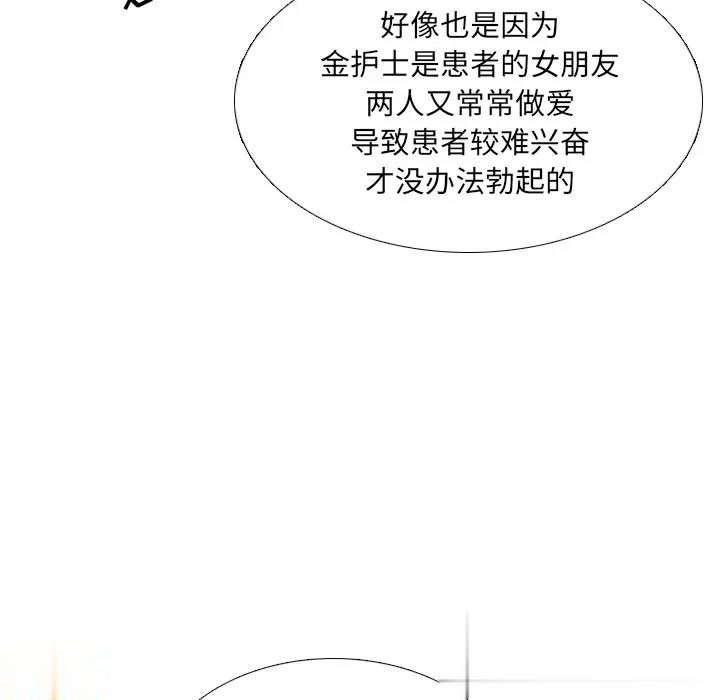 好像也是因为
金护士是患者的女朋友
两人又常常做爱
导致患者较难兴奋
才没办法勃起的